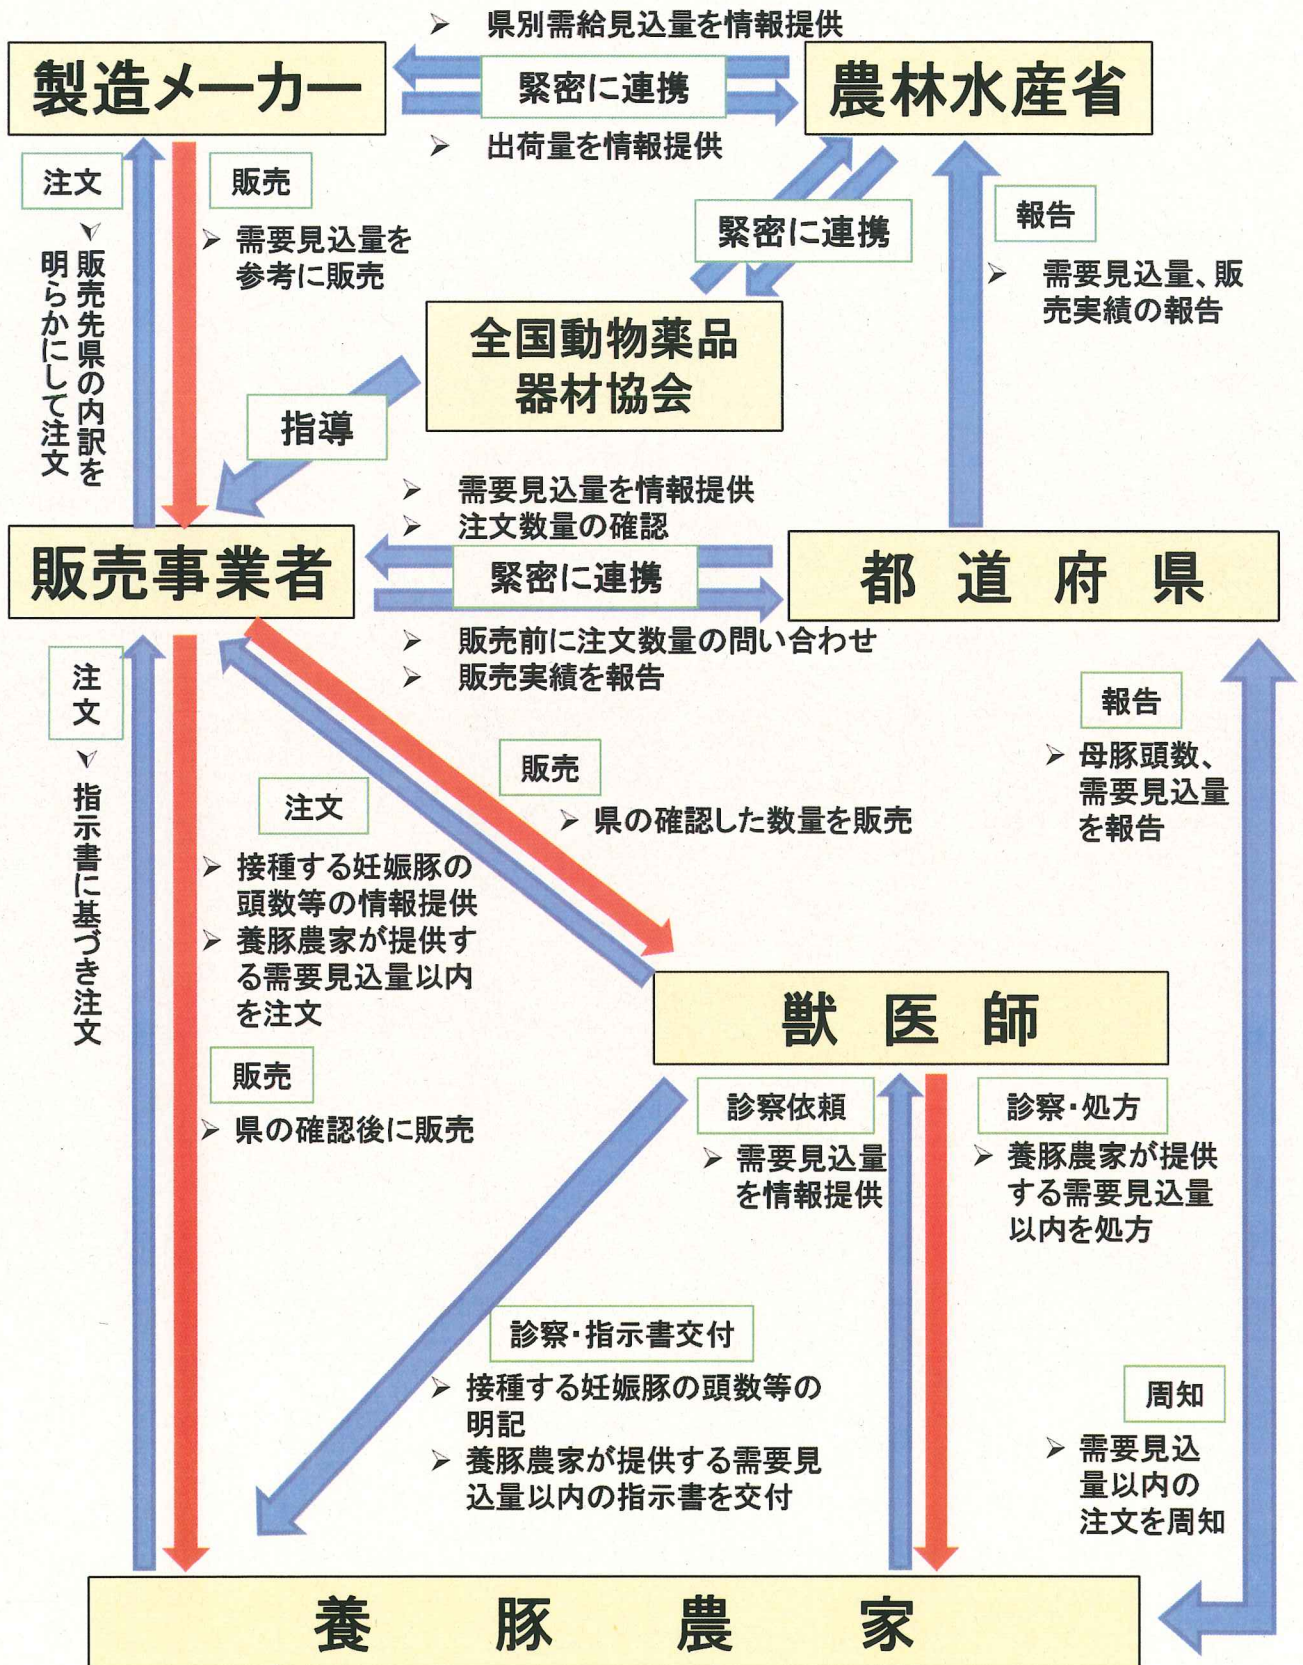 ➢ 県別需給見込量を情報提供
製造メーカー
緊密に連携
農林水産省
➢ 出荷量を情報提供
注文
➢ 販売先県の内訳を
明らかにして注文
販売
➢ 需要見込量を
参考に販売
緊密に連携
報告
➢ 需要見込量、販
売実績の報告
全国動物薬品
器材協会
指導
➢ 需要見込量を情報提供
➢ 注文数量の確認
販売事業者
緊密に連携
都道府県
➢ 販売前に注文数量の問い合わせ
➢ 販売実績を報告
注
文
➢ 指示書に基づき注文
注文
➢ 接種する妊娠豚の
頭数等の情報提供
➢ 養豚農家が提供す
る需要見込量以内
を注文
販売
➢ 県の確認した数量を販売
報告
➢ 母豚頭数、
需要見込量
を報告
獣医師
販売
➢ 県の確認後に販売
診察依頼
➢ 需要見込量
を情報提供
診察・処方
➢ 養豚農家が提供
する需要見込量
以内を処方
診察・指示書交付
➢ 接種する妊娠豚の頭数等の
明記
➢ 養豚農家が提供する需要見
込量以内の指示書を交付
周知
➢ 需要見込
量以内の
注文を周知
養豚農家